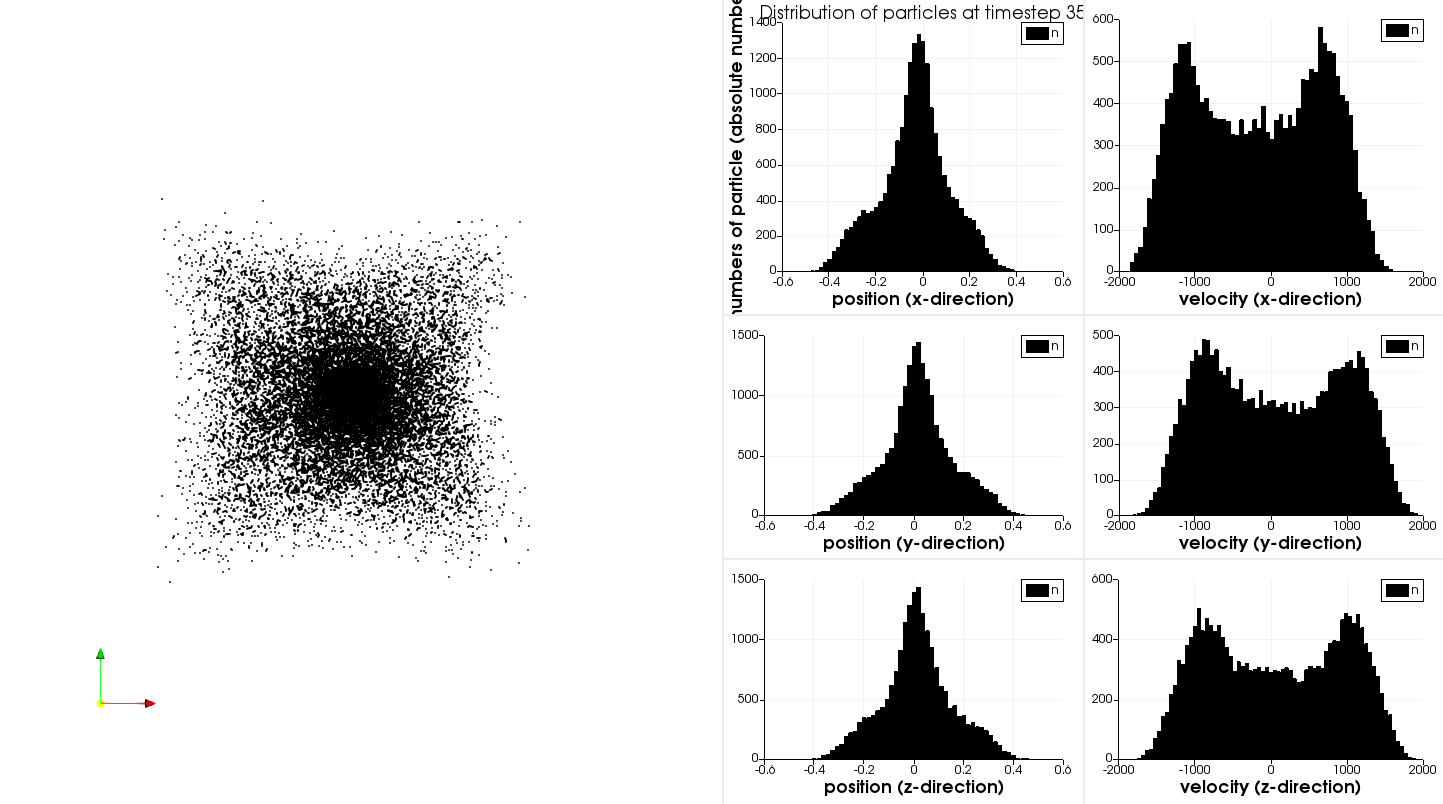 Distribution of particles at timestep 35
numbers of particle (absolute numbe
1400
1200
1000
800
600
400
200
0
-0.6 -0.4 -0.2 0 0.2 0.4 0.6
position (x-direction)
n
600
500
400
300
200
100
0
-2000 -1000 0 1000 2000
velocity (x-direction)
n
1500
1000
500
0
-0.6 -0.4 -0.2 0 0.2 0.4 0.6
position (y-direction)
n
500
400
300
200
100
0
-2000 -1000 0 1000 2000
velocity (y-direction)
n
1500
1000
500
0
-0.6 -0.4 -0.2 0 0.2 0.4 0.6
position (z-direction)
n
600
400
200
0
-2000 -1000 0 1000 2000
velocity (z-direction)
n